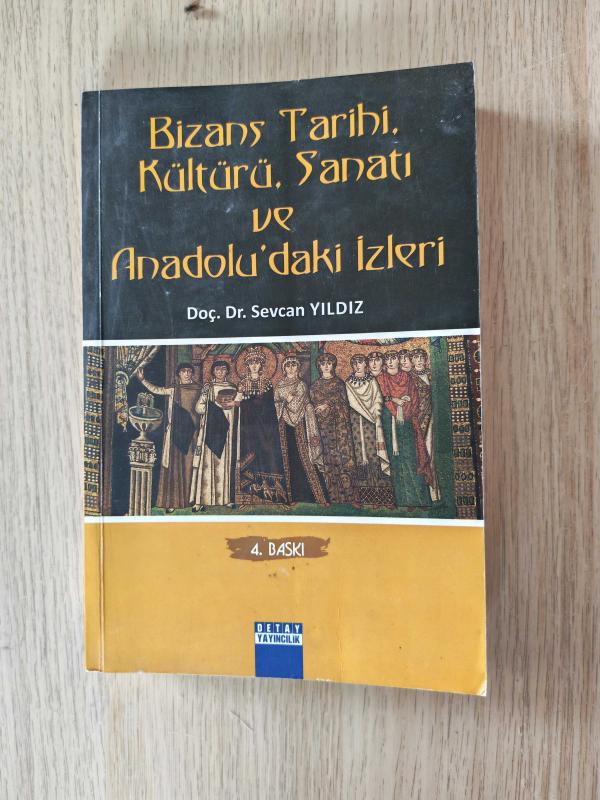 Bizans Tarihi,
Kültürü, Sanatı
ve
Anadolu'daki İzleri
Doç. Dr. Sevcan YILDIZ
4. BASKI
DETAY
YAYINCILIK